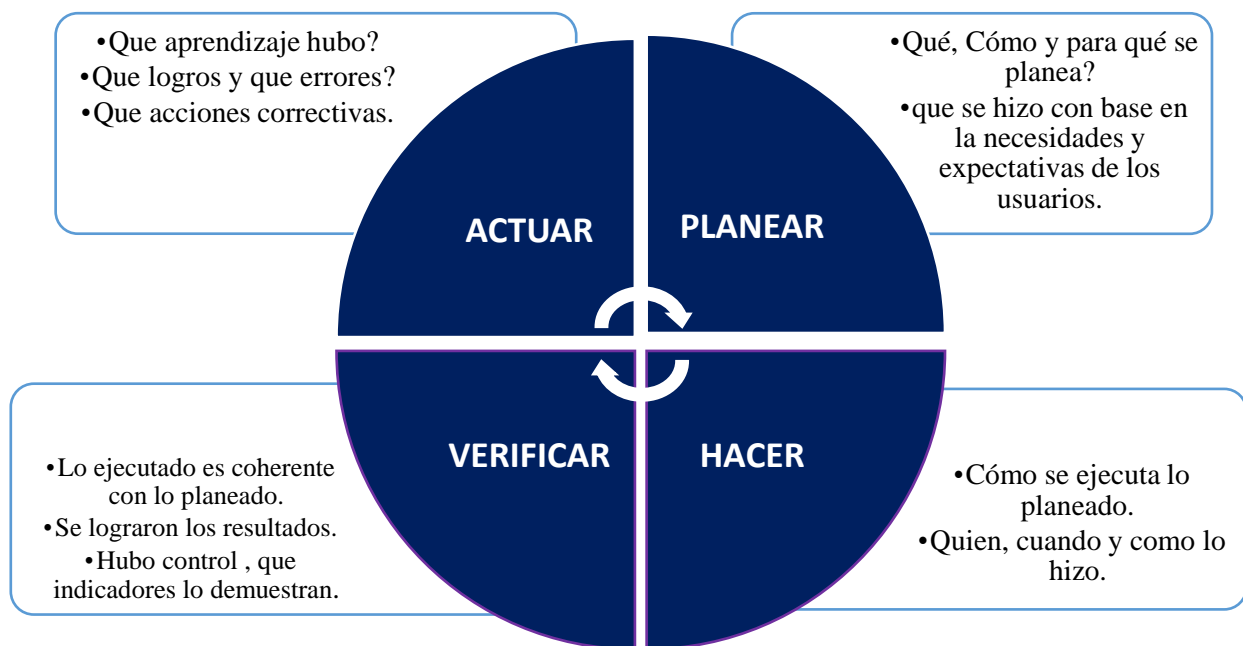 •Que aprendizaje hubo?
•Que logros y que errores?
•Que acciones correctivas.
•Qué, Cómo y para qué se
planea?
•que se hizo con base en
la necesidades y
expectativas de los
usuarios.
ACTUAR
PLANEAR
VERIFICAR
HACER
•Lo ejecutado es coherente
con lo planeado.
•Se lograron los resultados.
•Hubo control , que
indicadores lo demuestran.
•Cómo se ejecuta lo
planeado.
•Quien, cuando y como lo
hizo.